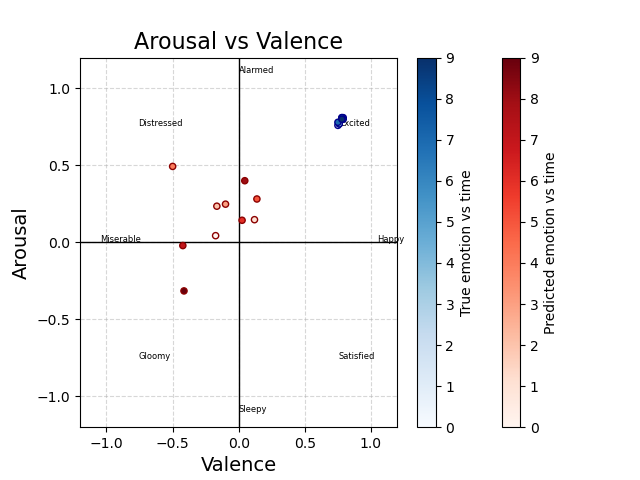 Arousal vs Valence
Alarmed
Distressed
Excited
Miserable
Happy
Gloomy
Satisfied
Sleepy
1.0
0.5
0.0
−0.5
−1.0
Arousal
−1.0
−0.5
0.0
0.5
1.0
Valence
9
8
7
6
5
4
3
2
1
0
True emotion vs time
9
8
7
6
5
4
3
2
1
0
Predicted emotion vs time